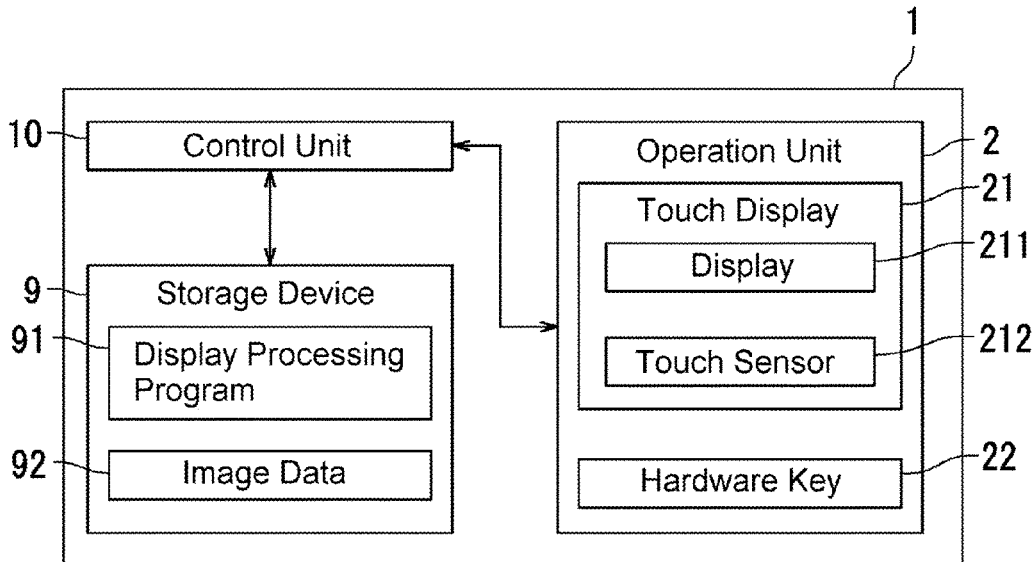 1
10
Control Unit
Operation Unit
2
Touch Display
21
Display
211
9
Storage Device
91
Display Processing
Program
Touch Sensor
212
92
Image Data
Hardware Key
22